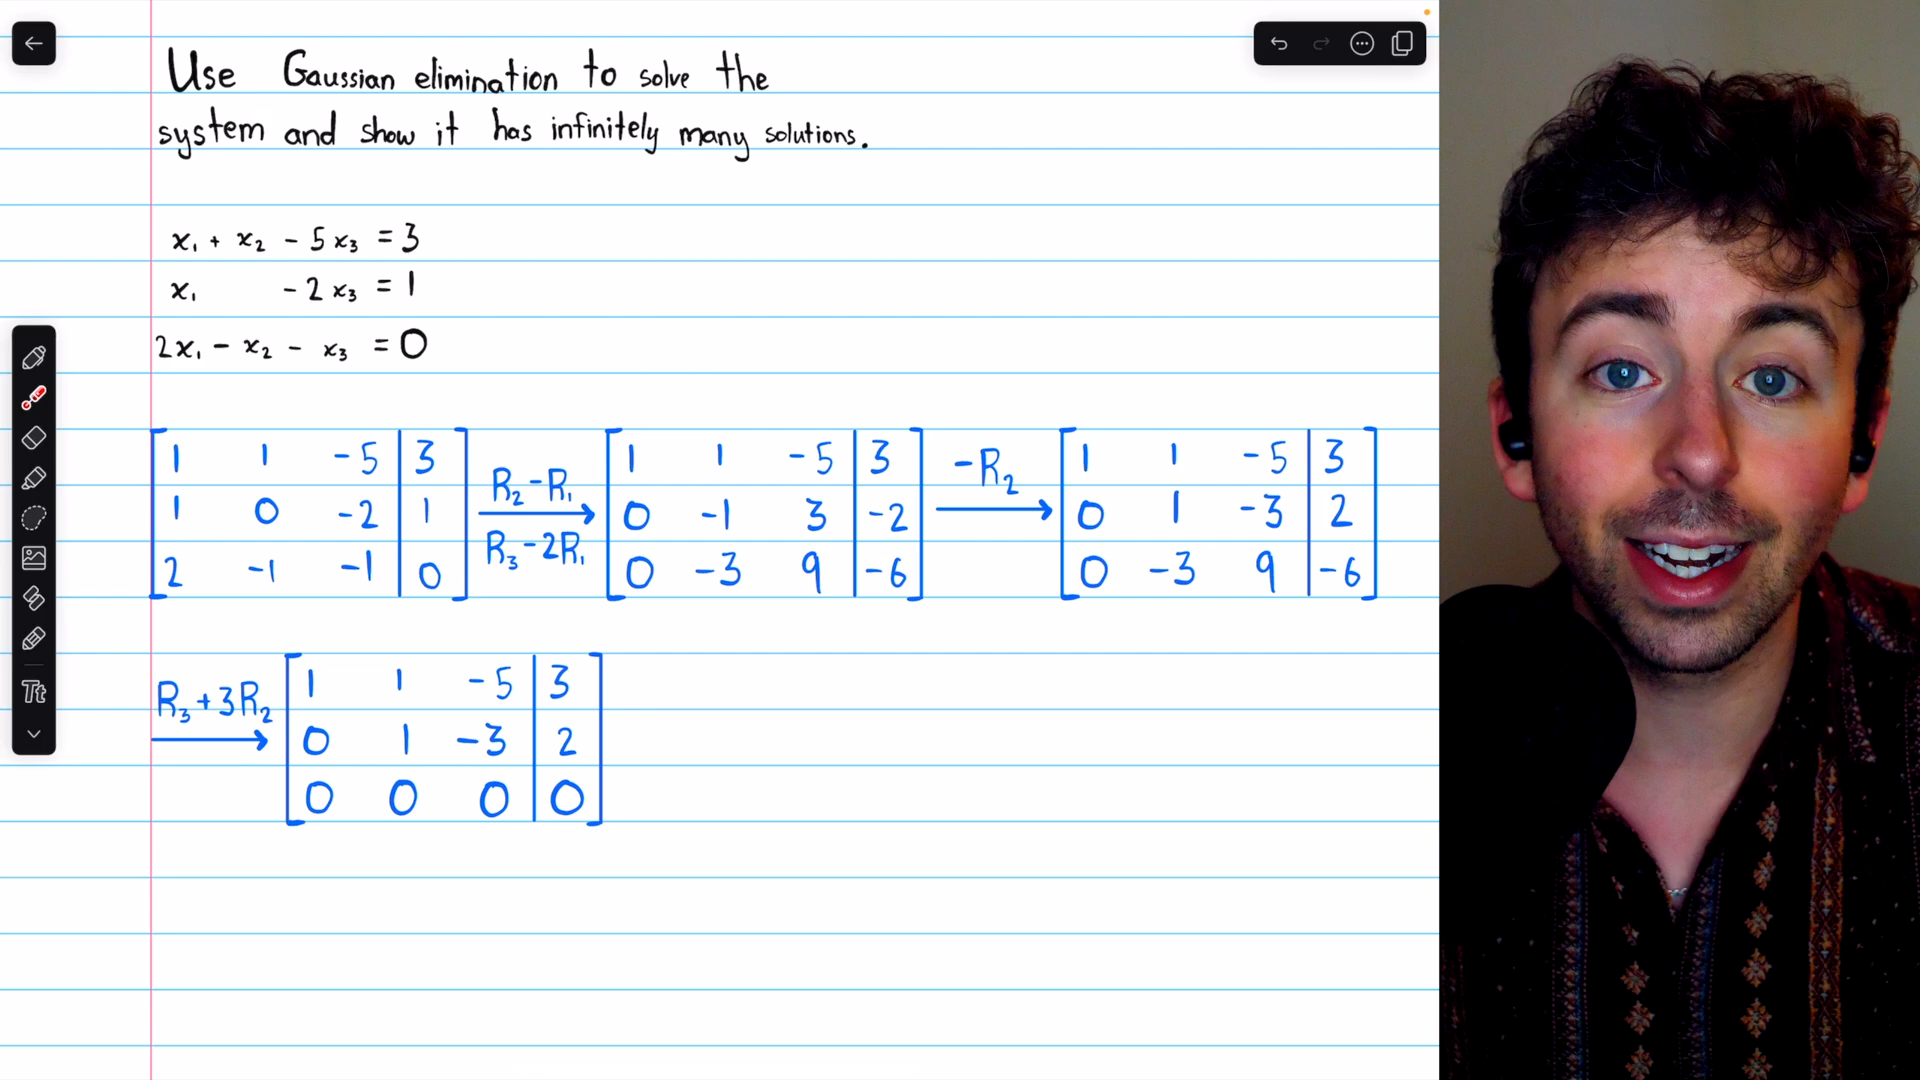 Use Gaussian elimination to solve the
system and show it has infinitely many solutions.
x₁ + x₂ - 5x₃ = 3
x₁ - 2x₃ = 1
2x₁ - x₂ - x₃ = 0
1 1 -5 3
1 0 -2 1
2 -1 -1 0
R₂-R₁
R₃-2R₁
1 1 -5 3
0 -1 3 -2
0 -3 9 -6
-R₂
1 1 -5 3
0 1 -3 2
0 -3 9 -6
R₃+3R₂
1 1 -5 3
0 1 -3 2
0 0 0 0
Tt